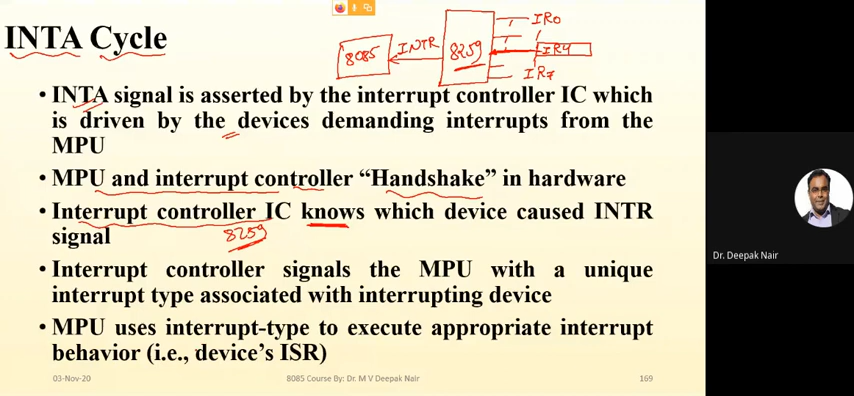 INTA Cycle
8085
INTR
8259
IR0
IR4
IR7
• INTA signal is asserted by the interrupt controller IC which
is driven by the devices demanding interrupts from the
MPU
• MPU and interrupt controller “Handshake” in hardware
• Interrupt controller IC knows which device caused INTR
signal
8259
• Interrupt controller signals the MPU with a unique
interrupt type associated with interrupting device
• MPU uses interrupt-type to execute appropriate interrupt
behavior (i.e., device’s ISR)
03-Nov-20
8085 Course By: Dr. M V Deepak Nair
169
Dr. Deepak Nair